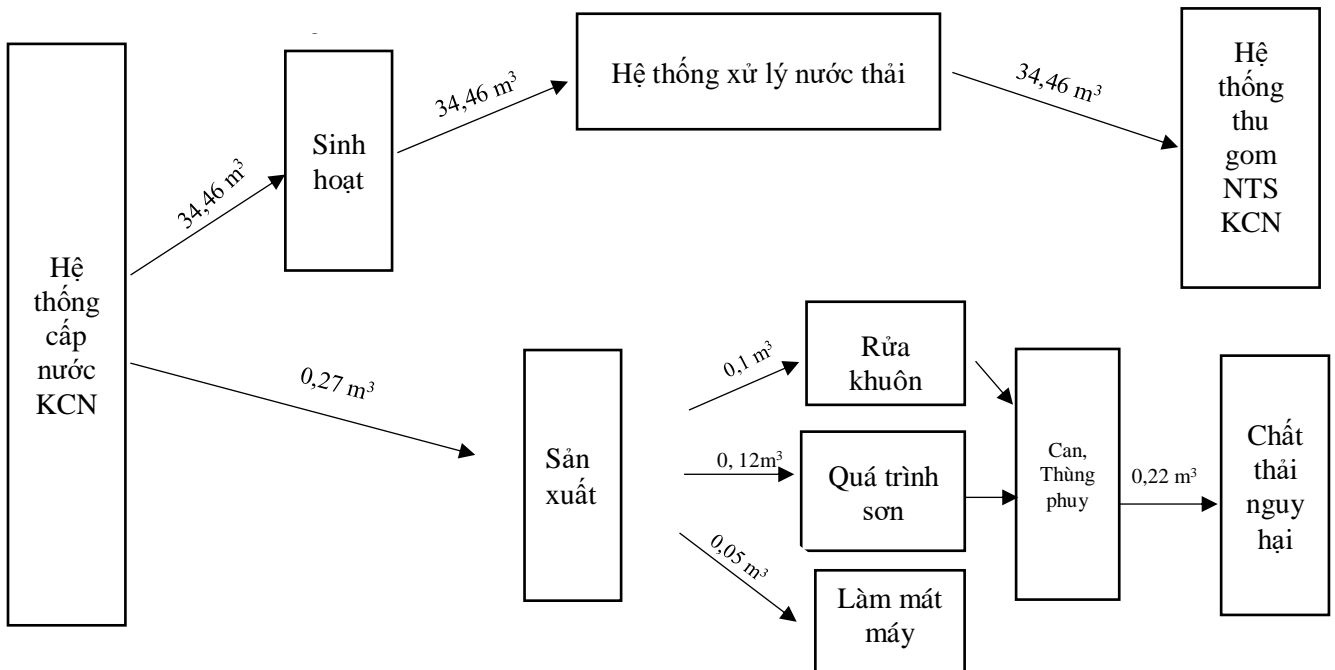 Hệ
thống
cấp
nước
KCN
34,46 m³
Sinh
hoạt
34,46 m³
Hệ thống xử lý nước thải
34,46 m³
Hệ
thống
thu
gom
NTS
KCN
0,27 m³
Sản
xuất
0,1 m³
Rửa
khuôn
0, 12m³
Quá trình
sơn
0,05 m³
Làm mát
máy
Can,
Thùng
phuy
0,22 m³
Chất
thải
nguy
hại